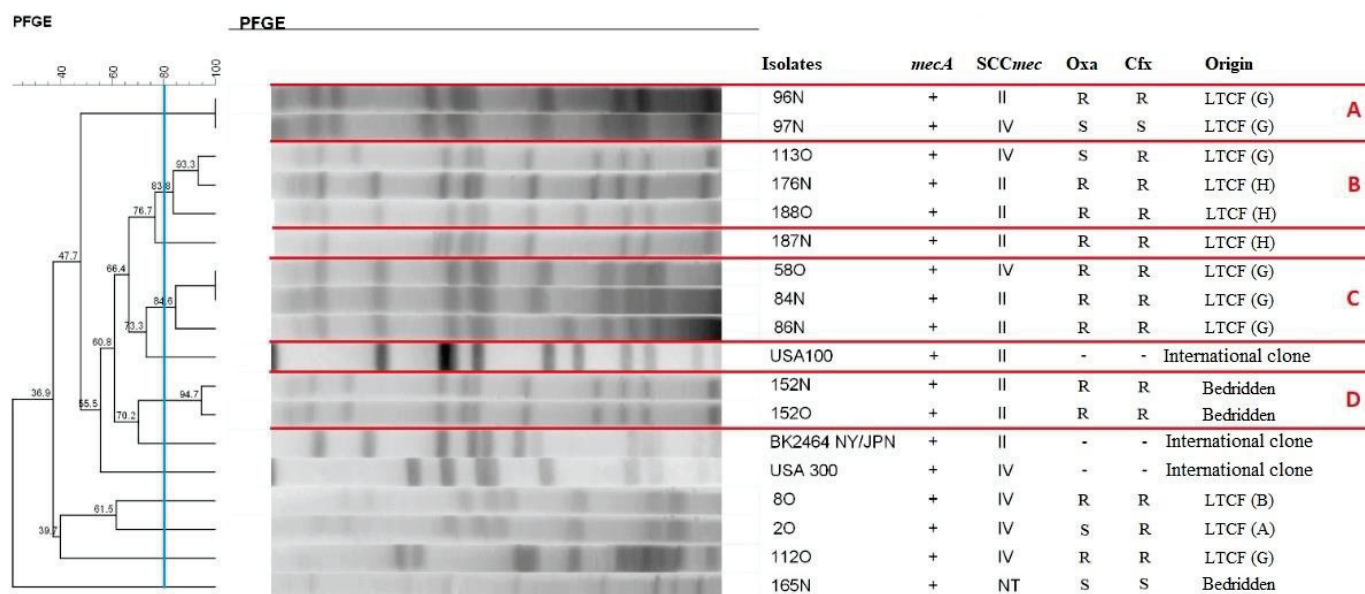 PFGE PFGE
40 60 80 100
Isolates mecA SCCmec Oxa Cfx Origin
96N + II R R LTCF (G) A
97N + IV S S LTCF (G)
113O + IV S R LTCF (G)
93.3
176N + II R R LTCF (H) B
83.8
188O + II R R LTCF (H)
76.7
187N + II R R LTCF (H)
47.7
66.4
58O + IV R R LTCF (G)
84N + II R R LTCF (G) C
84.6
86N + II R R LTCF (G)
73.3
60.8
USA100 + II - - International clone
152N + II R R Bedridden D
94.7
36.9
55.5
70.2
152O + II R R Bedridden
BK2464 NY/JPN + II - - International clone
USA 300 + IV - - International clone
8O + IV R R LTCF (B)
61.5
2O + IV S R LTCF (A)
39.7
112O + IV R R LTCF (G)
165N + NT S S Bedridden